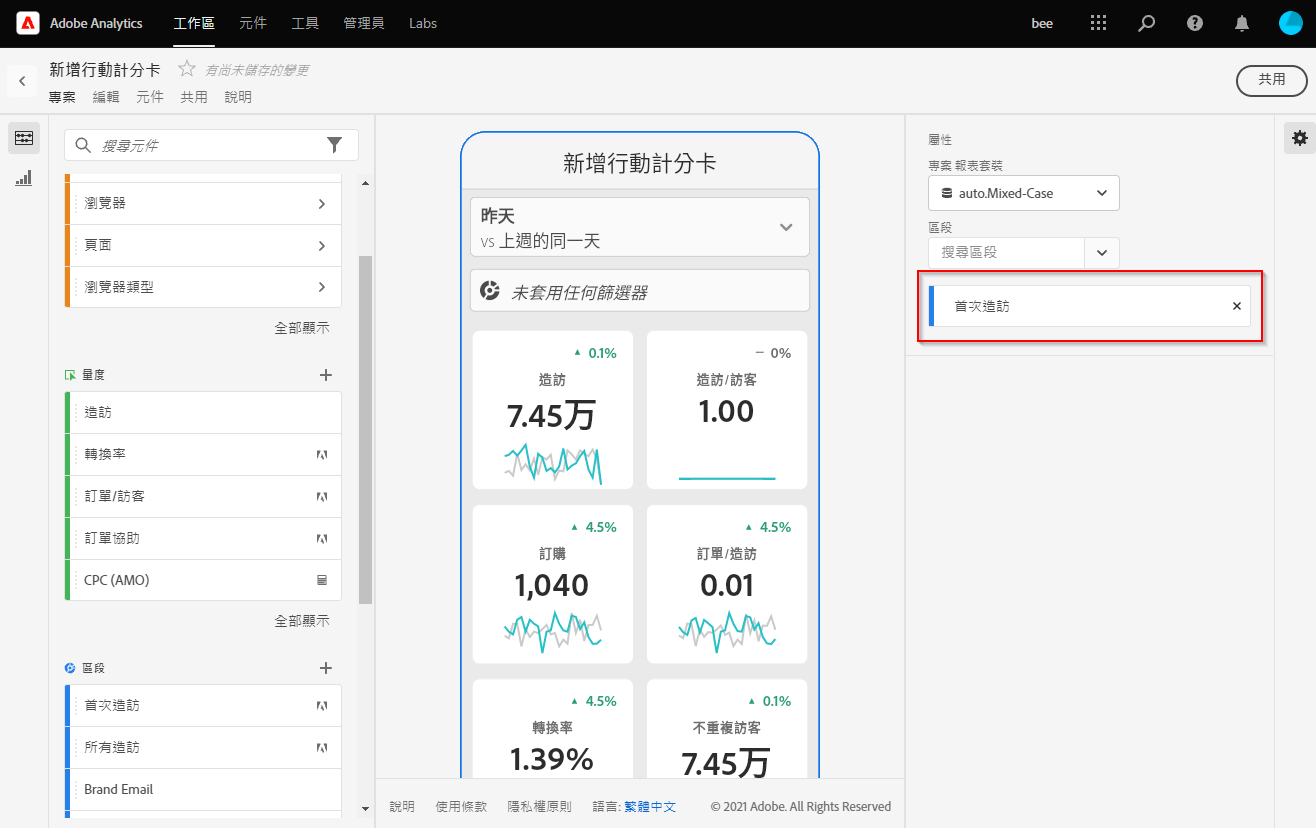 Adobe Analytics
工作區
元件
工具
管理員
Labs
bee
新增行動計分卡
有尚未儲存的變更
專案
編輯
元件
共用
說明
共用
搜尋元件
瀏覽器
頁面
瀏覽器類型
全部顯示
量度
造訪
轉換率
訂單/訪客
訂單協助
CPC (AMO)
全部顯示
區段
首次造訪
所有造訪
Brand Email
新增行動計分卡
昨天
vs 上週的同一天
未套用任何篩選器
▲ 0.1%
造訪
7.45万
– 0%
造訪/訪客
1.00
▲ 4.5%
訂購
1,040
▲ 4.5%
訂單/造訪
0.01
▲ 4.5%
轉換率
1.39%
▲ 0.1%
不重複訪客
7.45万
說明
使用條款
隱私權原則
語言: 繁體中文
© 2021 Adobe. All Rights Reserved
屬性
專案 報表套裝
auto.Mixed-Case
區段
搜尋區段
首次造訪